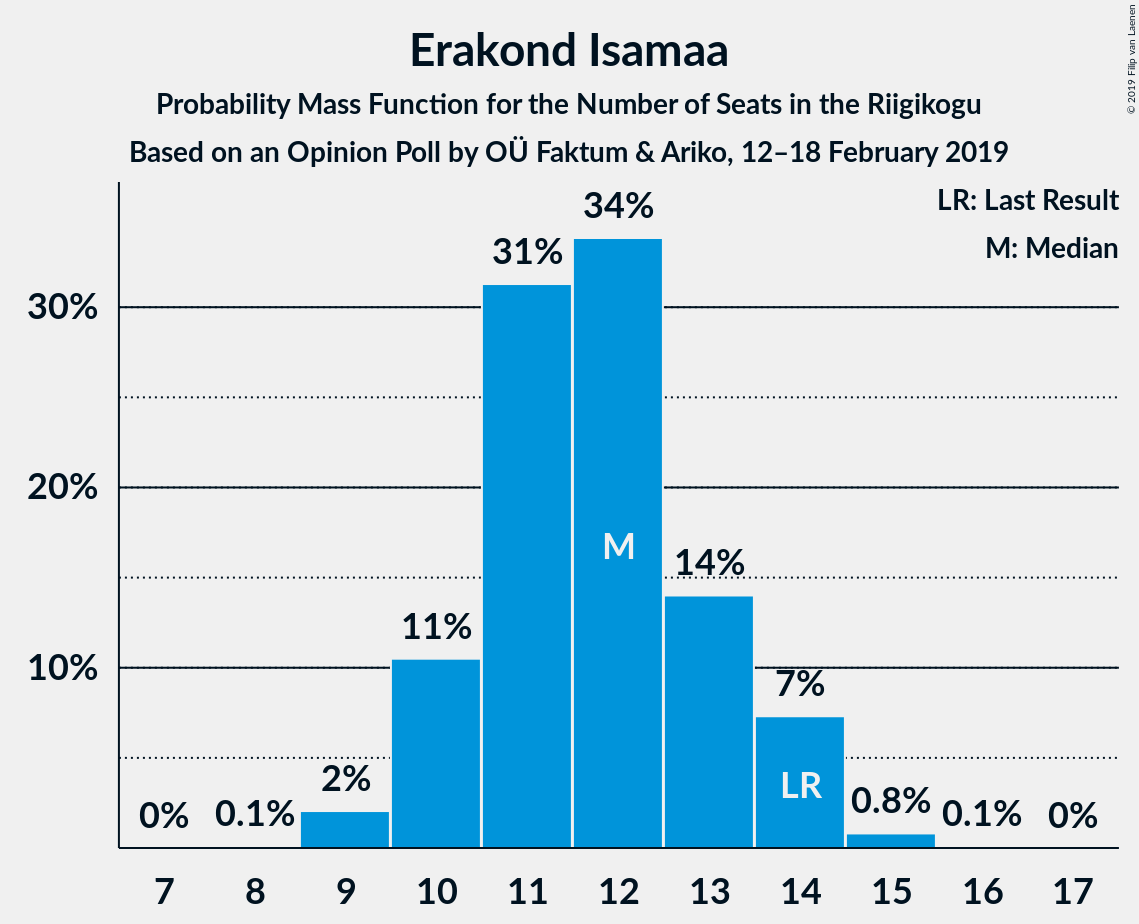 Erakond Isamaa
Probability Mass Function for the Number of Seats in the Riigikogu
Based on an Opinion Poll by OÜ Faktum & Ariko, 12–18 February 2019
© 2019 Filip van Laenen
LR: Last Result
M: Median
34%
31%
30%
20%
M
14%
11%
10%
7%
2%
LR
0%
0.1%
0.8%
0.1%
0%
7 8 9 10 11 12 13 14 15 16 17